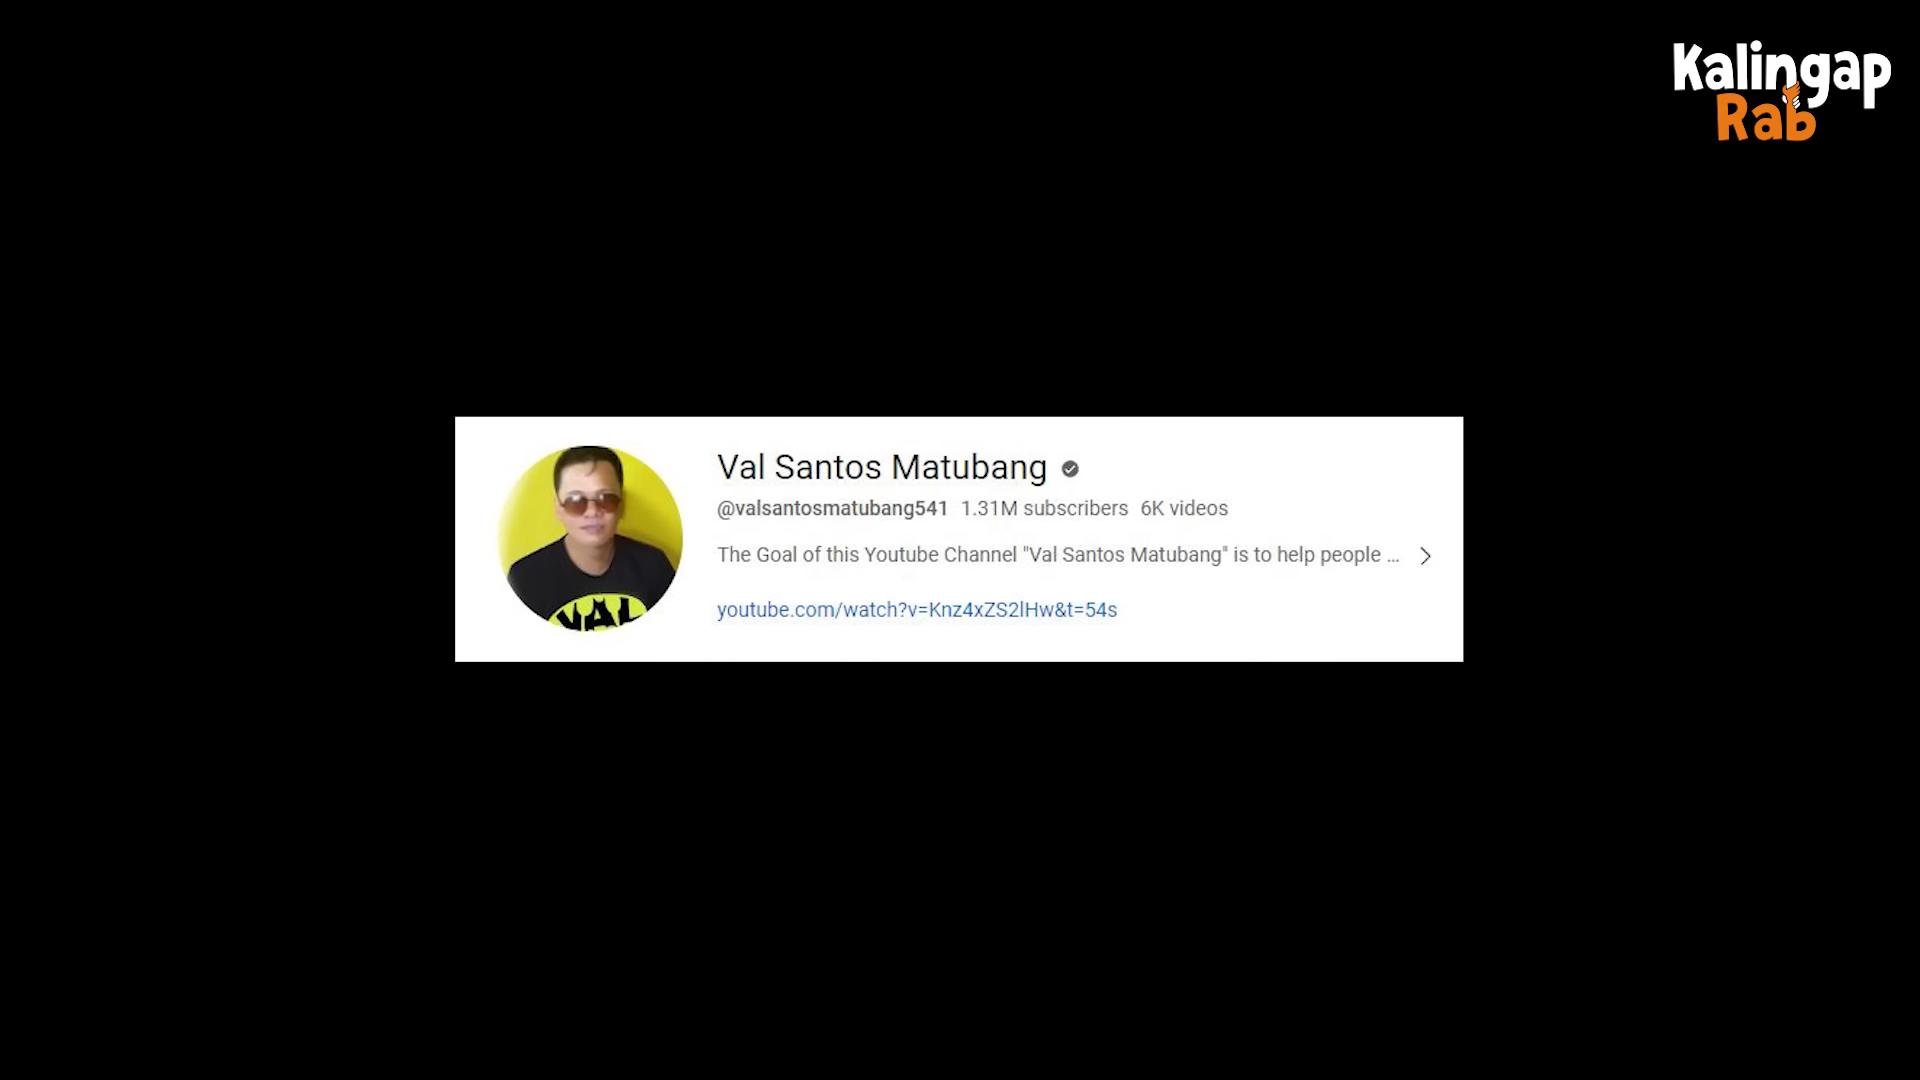 Kalingap
Rab
Val Santos Matubang
@valsantosmatubang541 1.31M subscribers 6K videos
The Goal of this Youtube Channel "Val Santos Matubang" is to help people ...
youtube.com/watch?v=Knz4xZS2lHw&t=54s
VAL